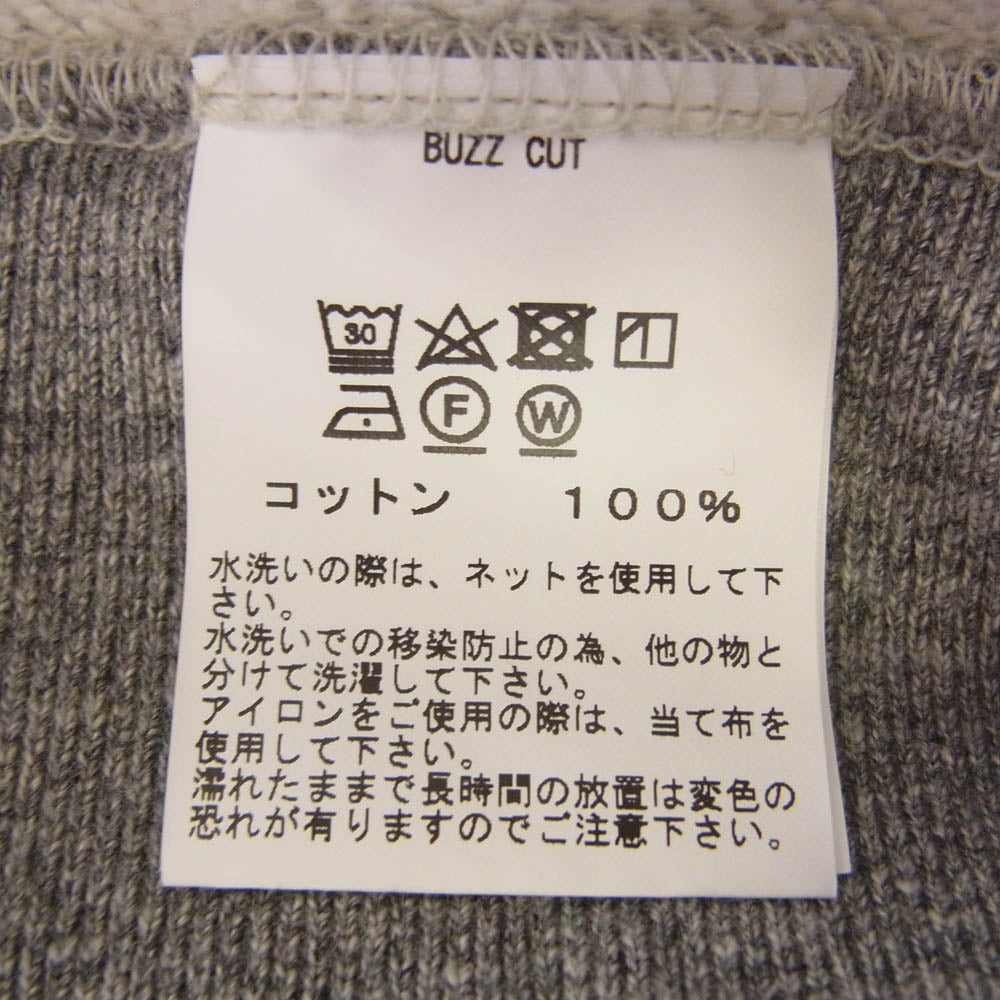 BUZZ CUT
30
F W
コットン 100%
水洗いの際は、ネットを使用して下
さい。
水洗いでの移染防止の為、他の物と
分けて洗濯して下さい。
アイロンをご使用の際は、当て布を
使用して下さい。
濡れたままで長時間の放置は変色の
恐れが有りますのでご注意下さい。